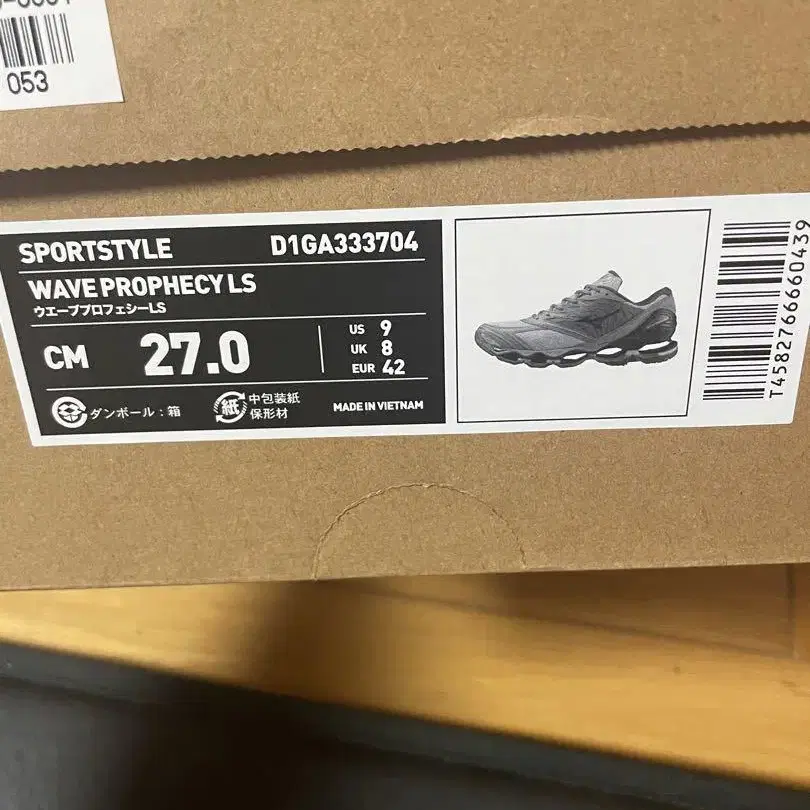 053
SPORTSTYLE D1GA333704
WAVE PROPHECY LS
ウエーブプロフェシーLS
CM 27.0
US 9
UK 8
EUR 42
ダンボール：箱
紙 中包装紙
保形材
MADE IN VIETNAM
T4582766660439